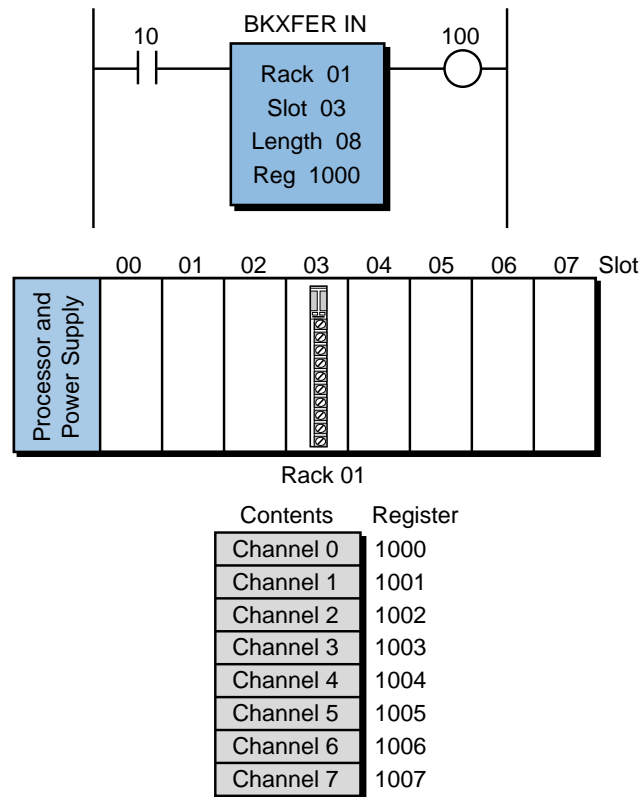 BKXFER IN
10
100
Rack 01
Slot 03
Length 08
Reg 1000
00 01 02 03 04 05 06 07 Slot
Processor and
Power Supply
Rack 01
Contents Register
Channel 0 1000
Channel 1 1001
Channel 2 1002
Channel 3 1003
Channel 4 1004
Channel 5 1005
Channel 6 1006
Channel 7 1007